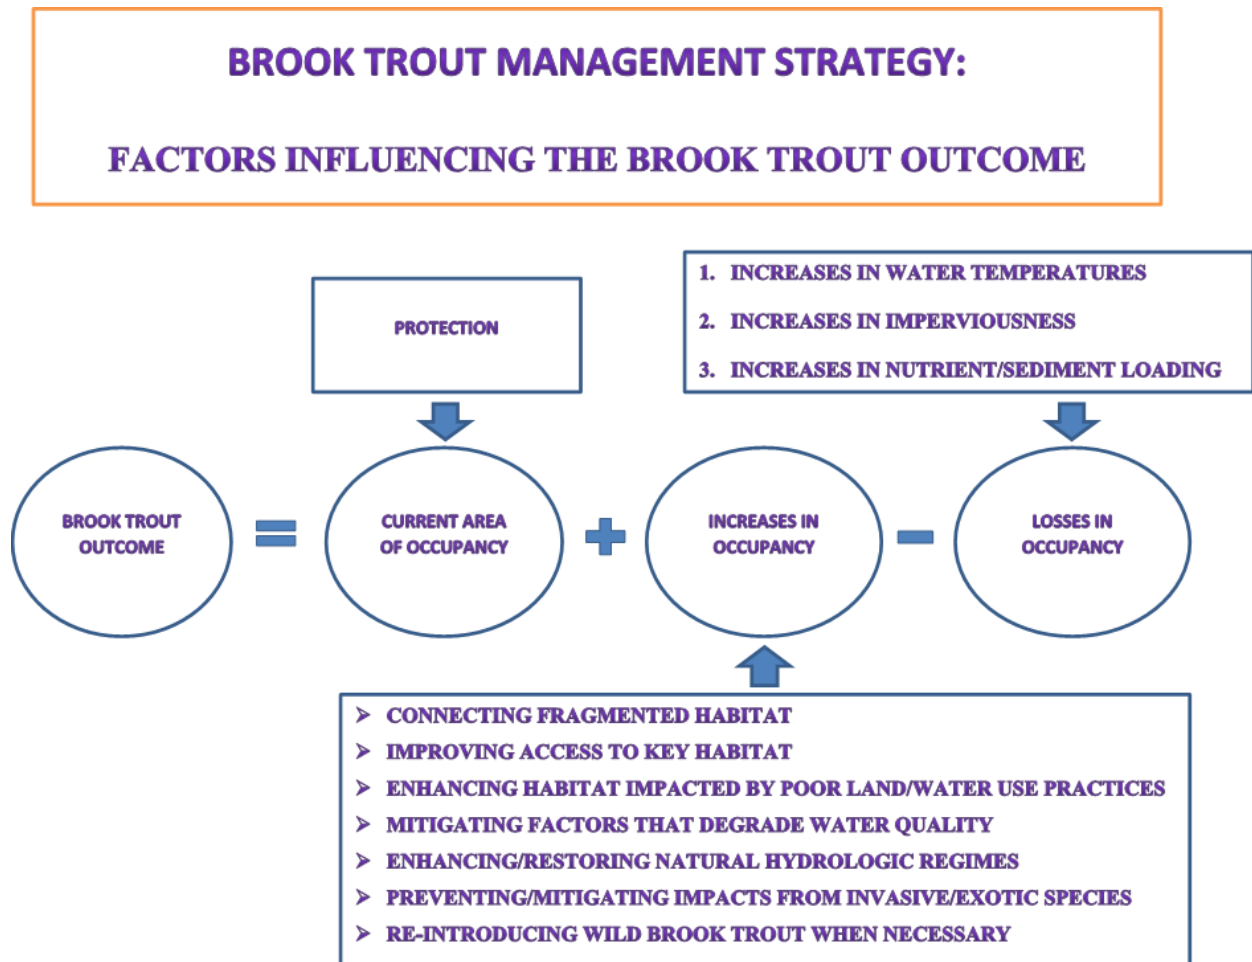 BROOK TROUT MANAGEMENT STRATEGY:
FACTORS INFLUENCING THE BROOK TROUT OUTCOME
PROTECTION
1. INCREASES IN WATER TEMPERATURES
2. INCREASES IN IMPERVIOUSNESS
3. INCREASES IN NUTRIENT/SEDIMENT LOADING
BROOK TROUT
OUTCOME
=
CURRENT AREA
OF OCCUPANCY
+
INCREASES IN
OCCUPANCY
-
LOSSES IN
OCCUPANCY
➢ CONNECTING FRAGMENTED HABITAT
➢ IMPROVING ACCESS TO KEY HABITAT
➢ ENHANCING HABITAT IMPACTED BY POOR LAND/WATER USE PRACTICES
➢ MITIGATING FACTORS THAT DEGRADE WATER QUALITY
➢ ENHANCING/RESTORING NATURAL HYDROLOGIC REGIMES
➢ PREVENTING/MITIGATING IMPACTS FROM INVASIVE/EXOTIC SPECIES
➢ RE-INTRODUCING WILD BROOK TROUT WHEN NECESSARY